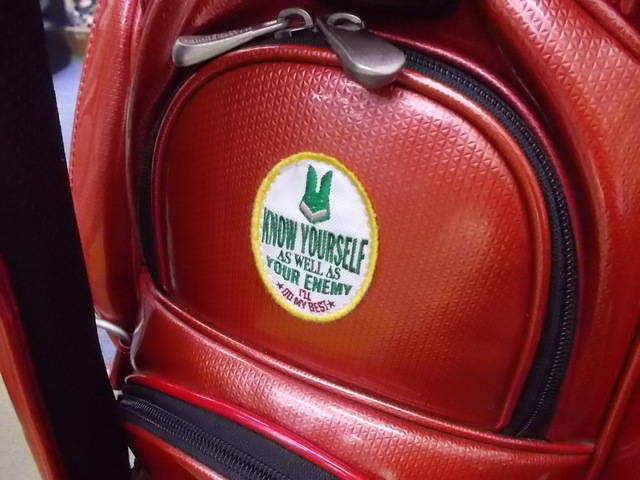 KNOW YOURSELF
AS WELL AS
YOUR ENEMY
I'LL
★DO MY BEST★